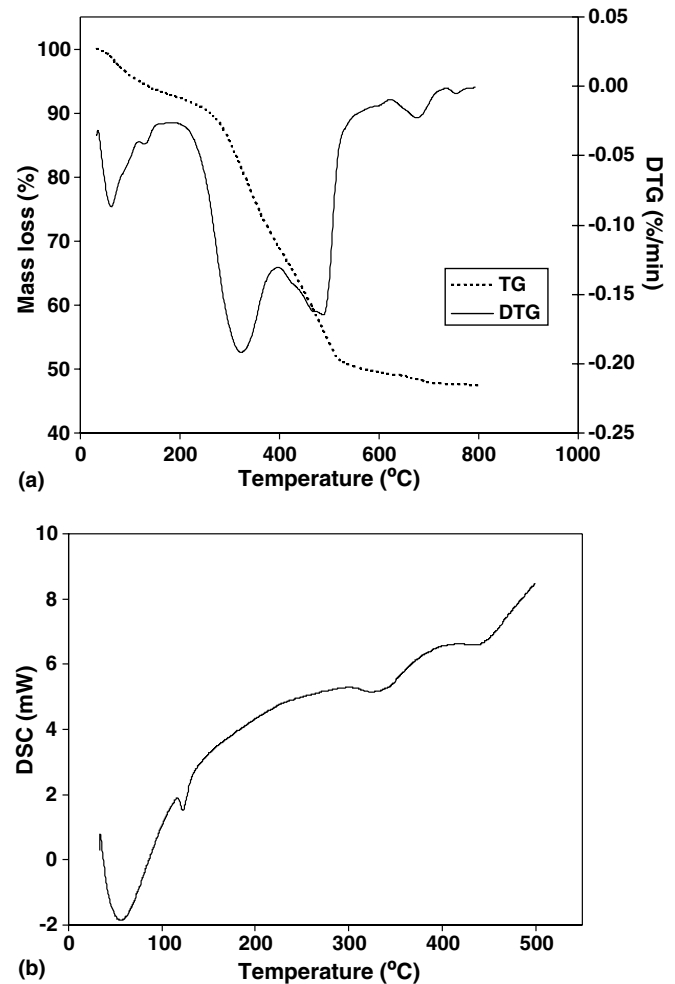 100
90
80
70
60
50
40
Mass loss (%)
0.05
0.00
-0.05
-0.10
-0.15
-0.20
-0.25
DTG (%/min)
TG
DTG
0 200 400 600 800 1000
Temperature (°C)
(a)
10
8
6
4
2
0
-2
DSC (mW)
0 100 200 300 400 500
Temperature (°C)
(b)